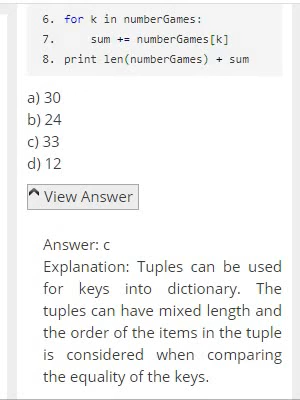 6. for k in numberGames:
7.     sum += numberGames[k]
8. print len(numberGames) + sum
a) 30
b) 24
c) 33
d) 12
View Answer
Answer: c
Explanation: Tuples can be used
for keys into dictionary. The
tuples can have mixed length and
the order of the items in the tuple
is considered when comparing
the equality of the keys.